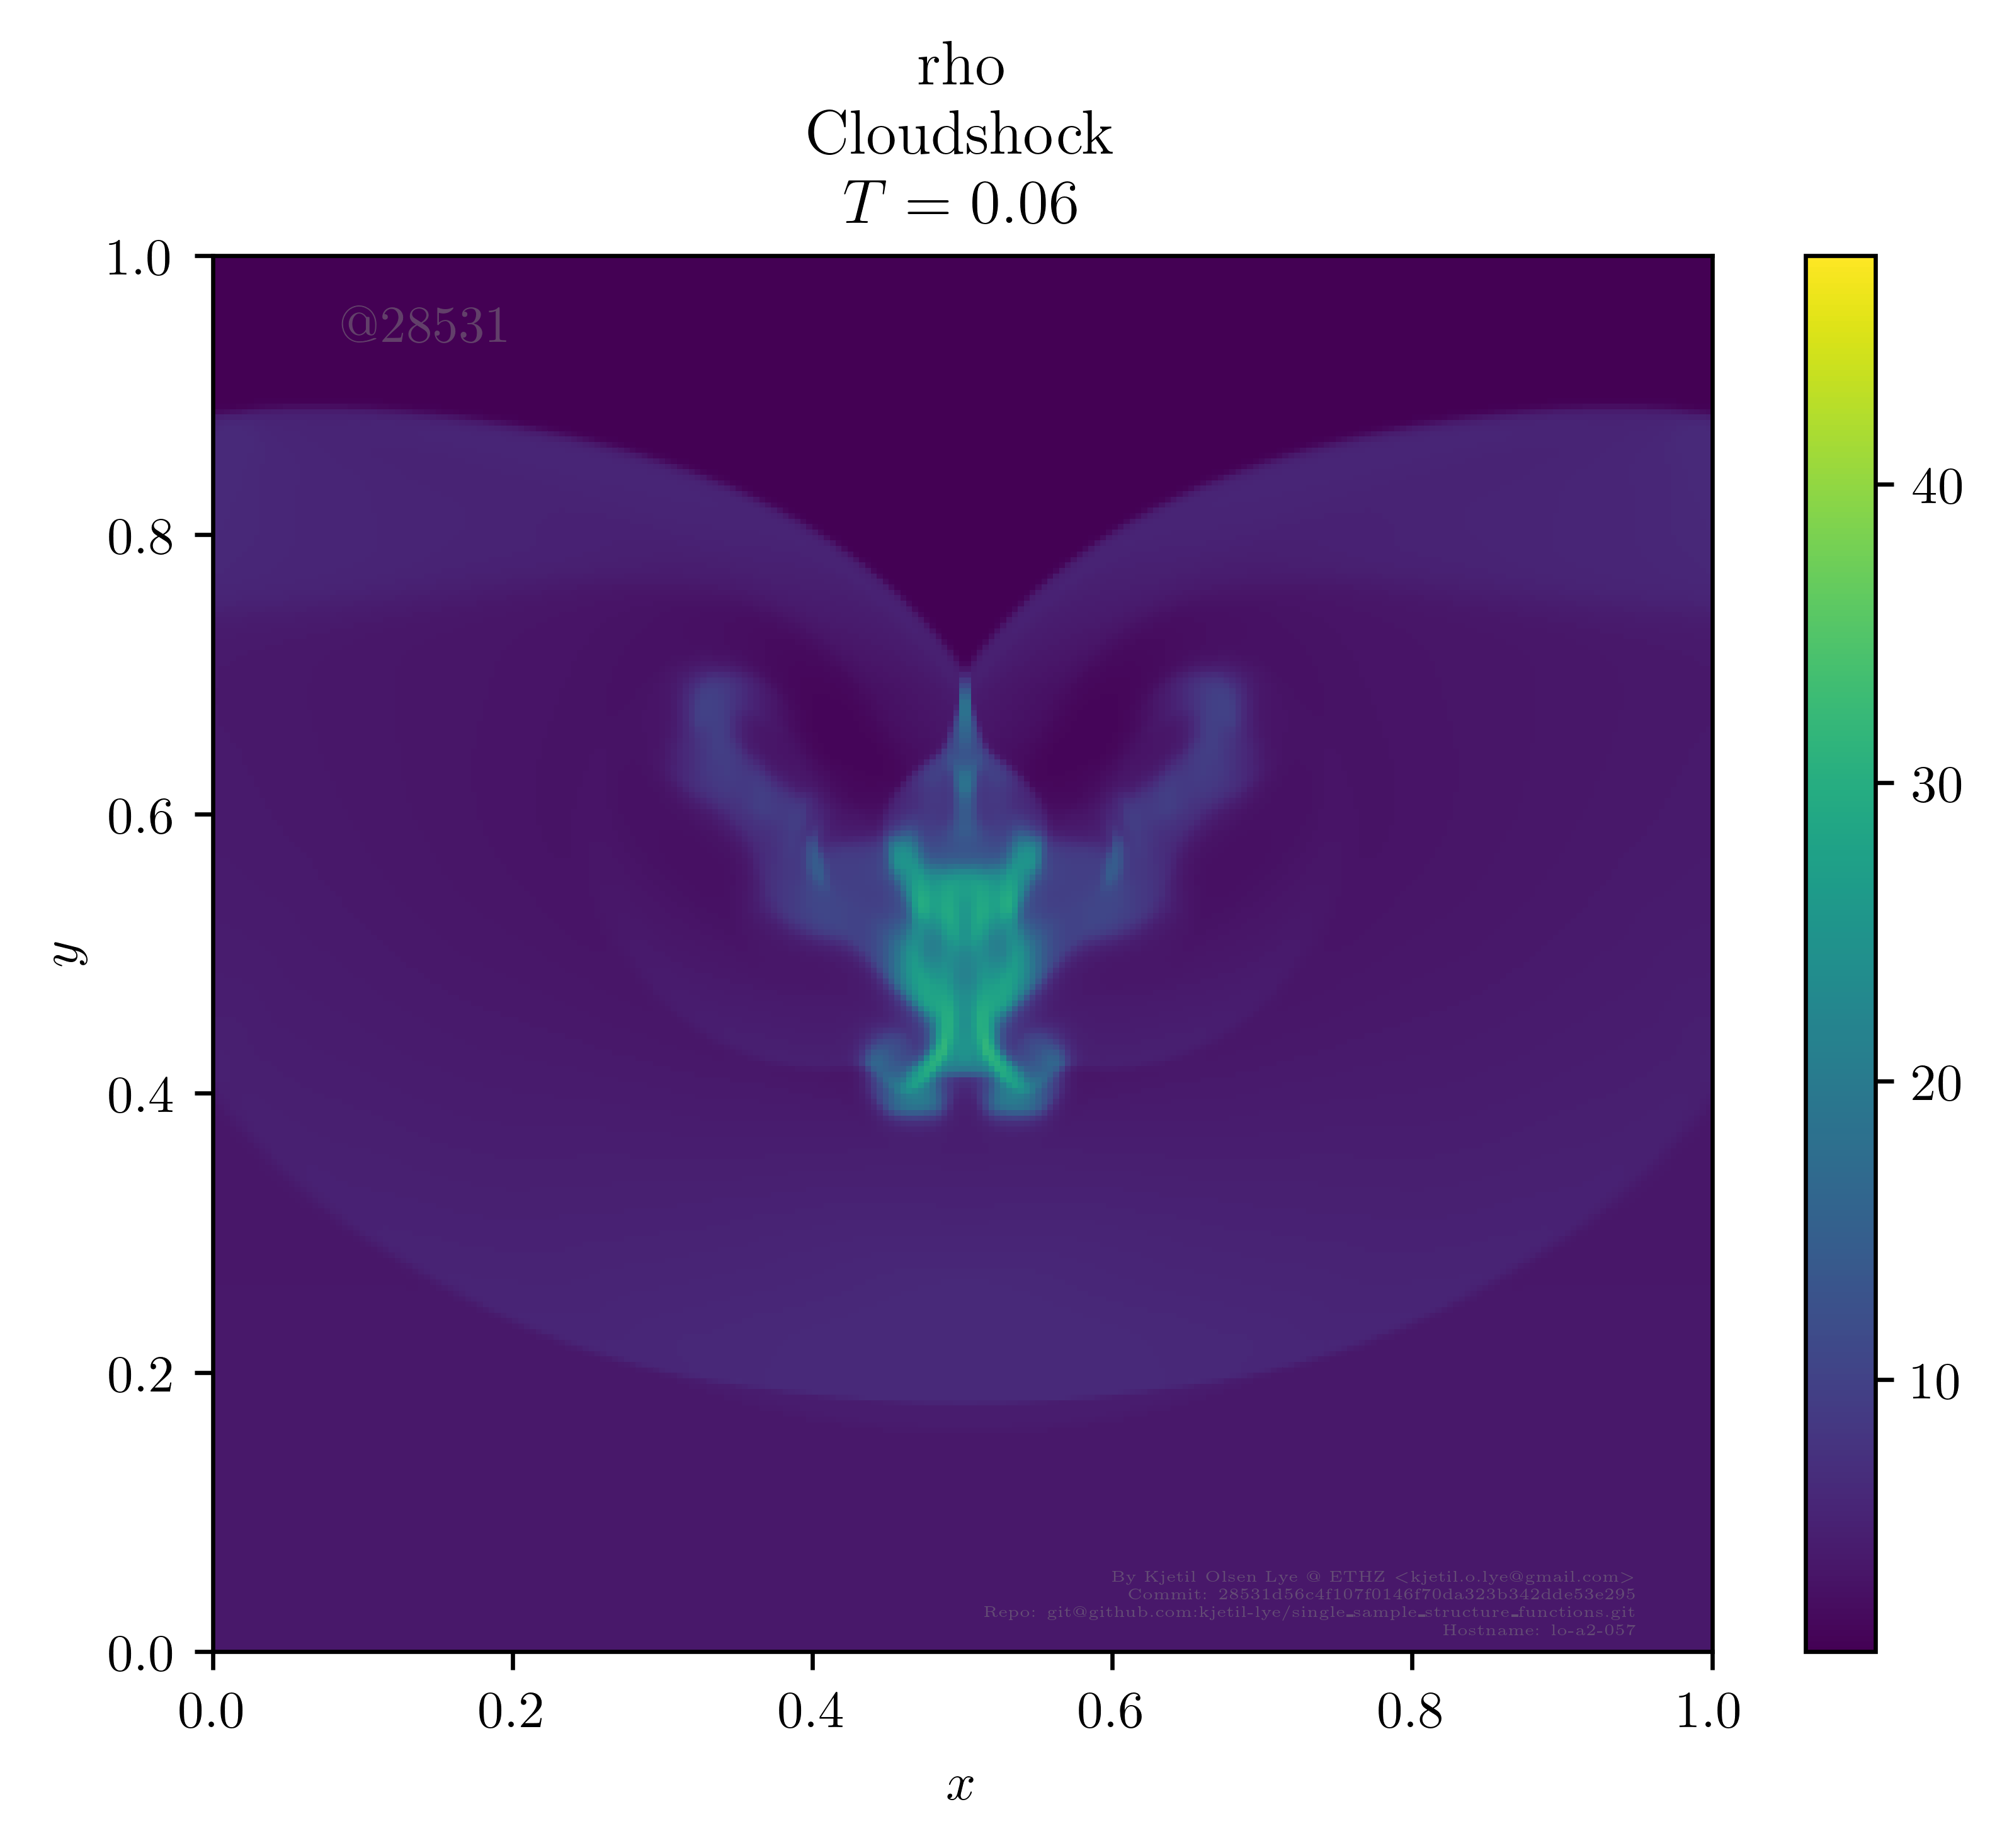 rho
Cloudshock
T = 0.06
1.0
@28531
0.8
0.6
0.4
0.2
0.0
y
40
30
20
10
By Kjetil Olsen Lye @ ETHZ <kjetil.o.lye@gmail.com>
Commit: 28531d56c4f107f0146f70da323b342dde53e295
Repo: git@github.com:kjetil-lye/single_sample_structure_functions.git
Hostname: lo-a2-057
0.0 0.2 0.4 0.6 0.8 1.0
x